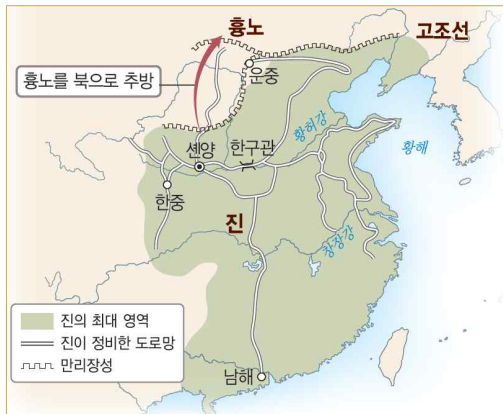 흉노
고조선
운중
흉노를 북으로 추방
황허강
셴양
한구관
황해
한중
진
창장강
진의 최대 영역
진이 정비한 도로망
만리장성
남해